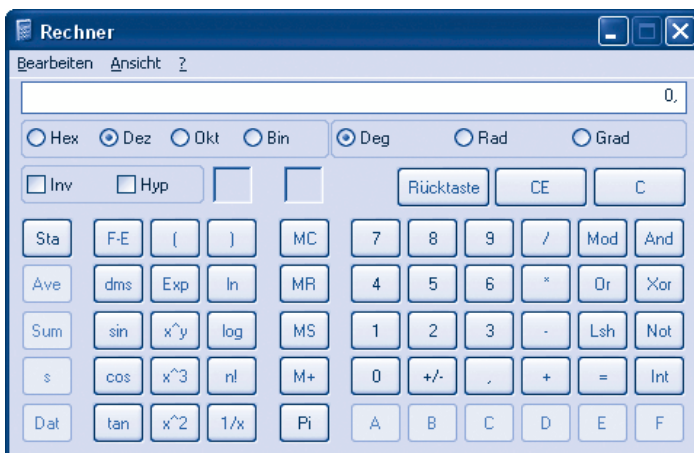 Rechner
Bearbeiten Ansicht ?
0,
Hex Dez Okt Bin Deg Rad Grad
Inv Hyp Rücktaste CE C
Sta F-E ( ) MC 7 8 9 / Mod And
Ave dms Exp ln MR 4 5 6 * Or Xor
Sum sin x^y log MS 1 2 3 - Lsh Not
s cos x^3 n! M+ 0 +/- , + = Int
Dat tan x^2 1/x Pi A B C D E F